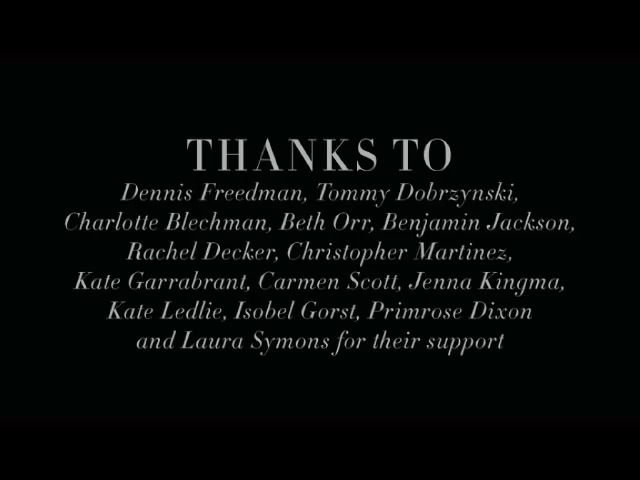 THANKS TO
Dennis Freedman, Tommy Dobrzynski,
Charlotte Blechman, Beth Orr, Benjamin Jackson,
Rachel Decker, Christopher Martinez,
Kate Garrabrant, Carmen Scott, Jenna Kingma,
Kate Ledlie, Isobel Gorst, Primrose Dixon
and Laura Symons for their support